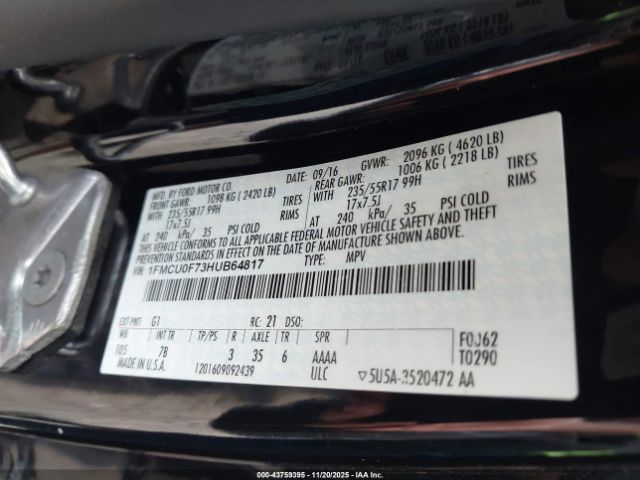 MFD. BY FORD MOTOR CO.
DATE: 09/16 GVWR: 2096 KG ( 4620 LB)
FRONT GAWR: 1098 KG ( 2420 LB)
REAR GAWR: 1006 KG ( 2218 LB)
WITH 235/55R17 99H TIRES
WITH 235/55R17 99H TIRES
17x7.5J RIMS
17x7.5J RIMS
AT 240 kPa/ 35 PSI COLD
AT 240 kPa/ 35 PSI COLD
THIS VEHICLE CONFORMS TO ALL APPLICABLE FEDERAL MOTOR VEHICLE SAFETY AND THEFT
PREVENTION STANDARDS IN EFFECT ON THE DATE OF MANUFACTURE SHOWN ABOVE.
VIN: 1FMCU0F73HUB64817 TYPE: MPV
EXT PNT: G1 RC: 21 DSO:
WB INT TR TP/PS R AXLE TR SPR
105 7B 3 35 6 AAAA
F0J62
T0290
MADE IN U.S.A. 1201609092439 ULC ▽5U5A-3520472 AA
000-43759395 - 11/20/2025 - IAAI.com